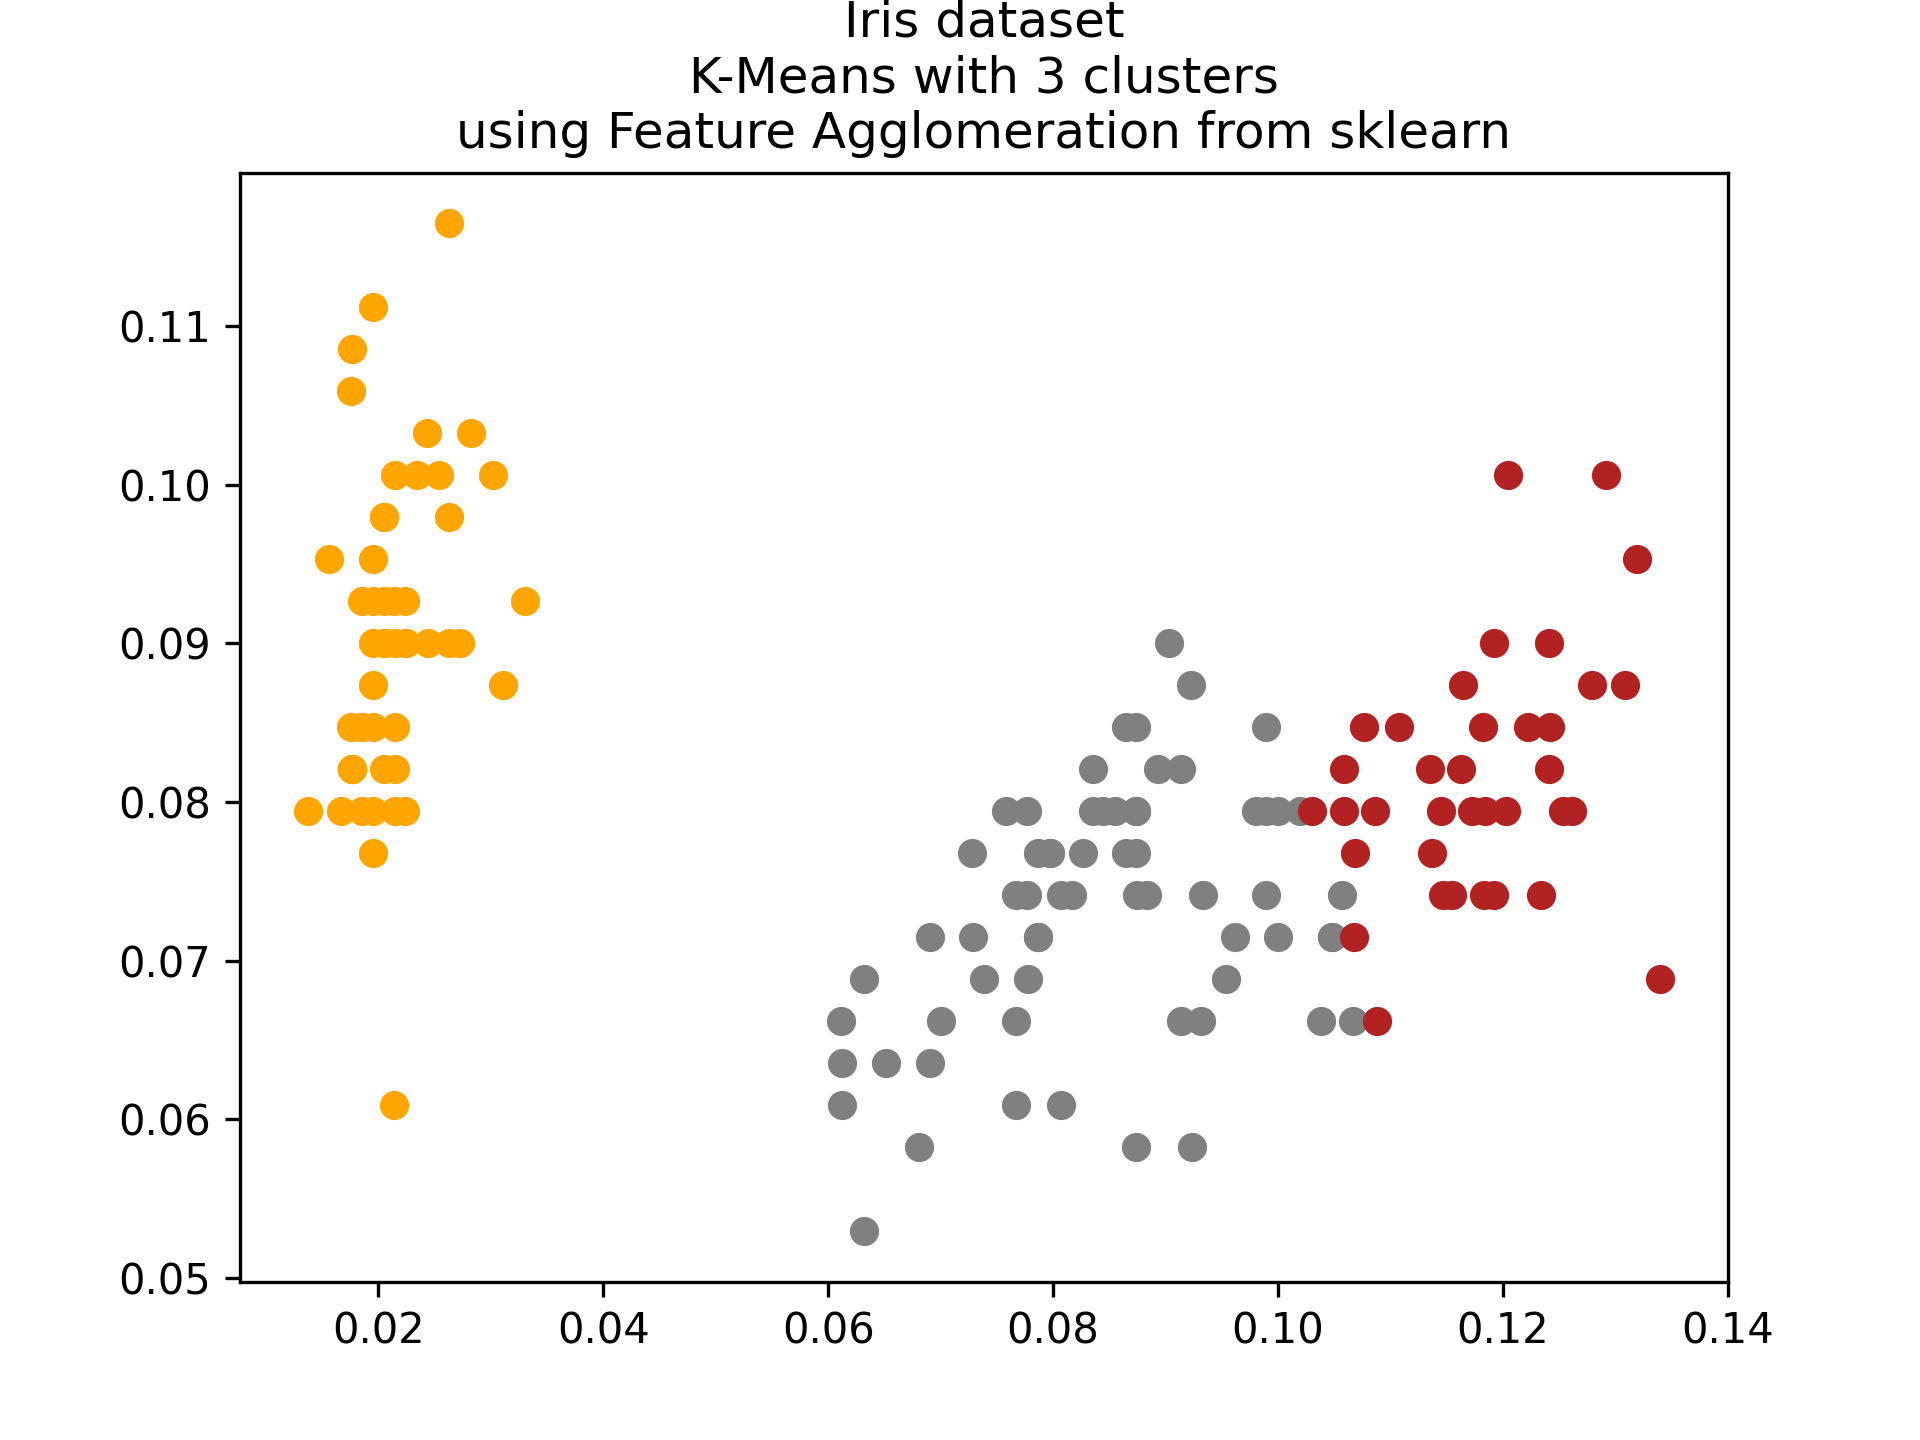 Iris dataset
K-Means with 3 clusters
using Feature Agglomeration from sklearn
0.11
0.10
0.09
0.08
0.07
0.06
0.05
0.02 0.04 0.06 0.08 0.10 0.12 0.14